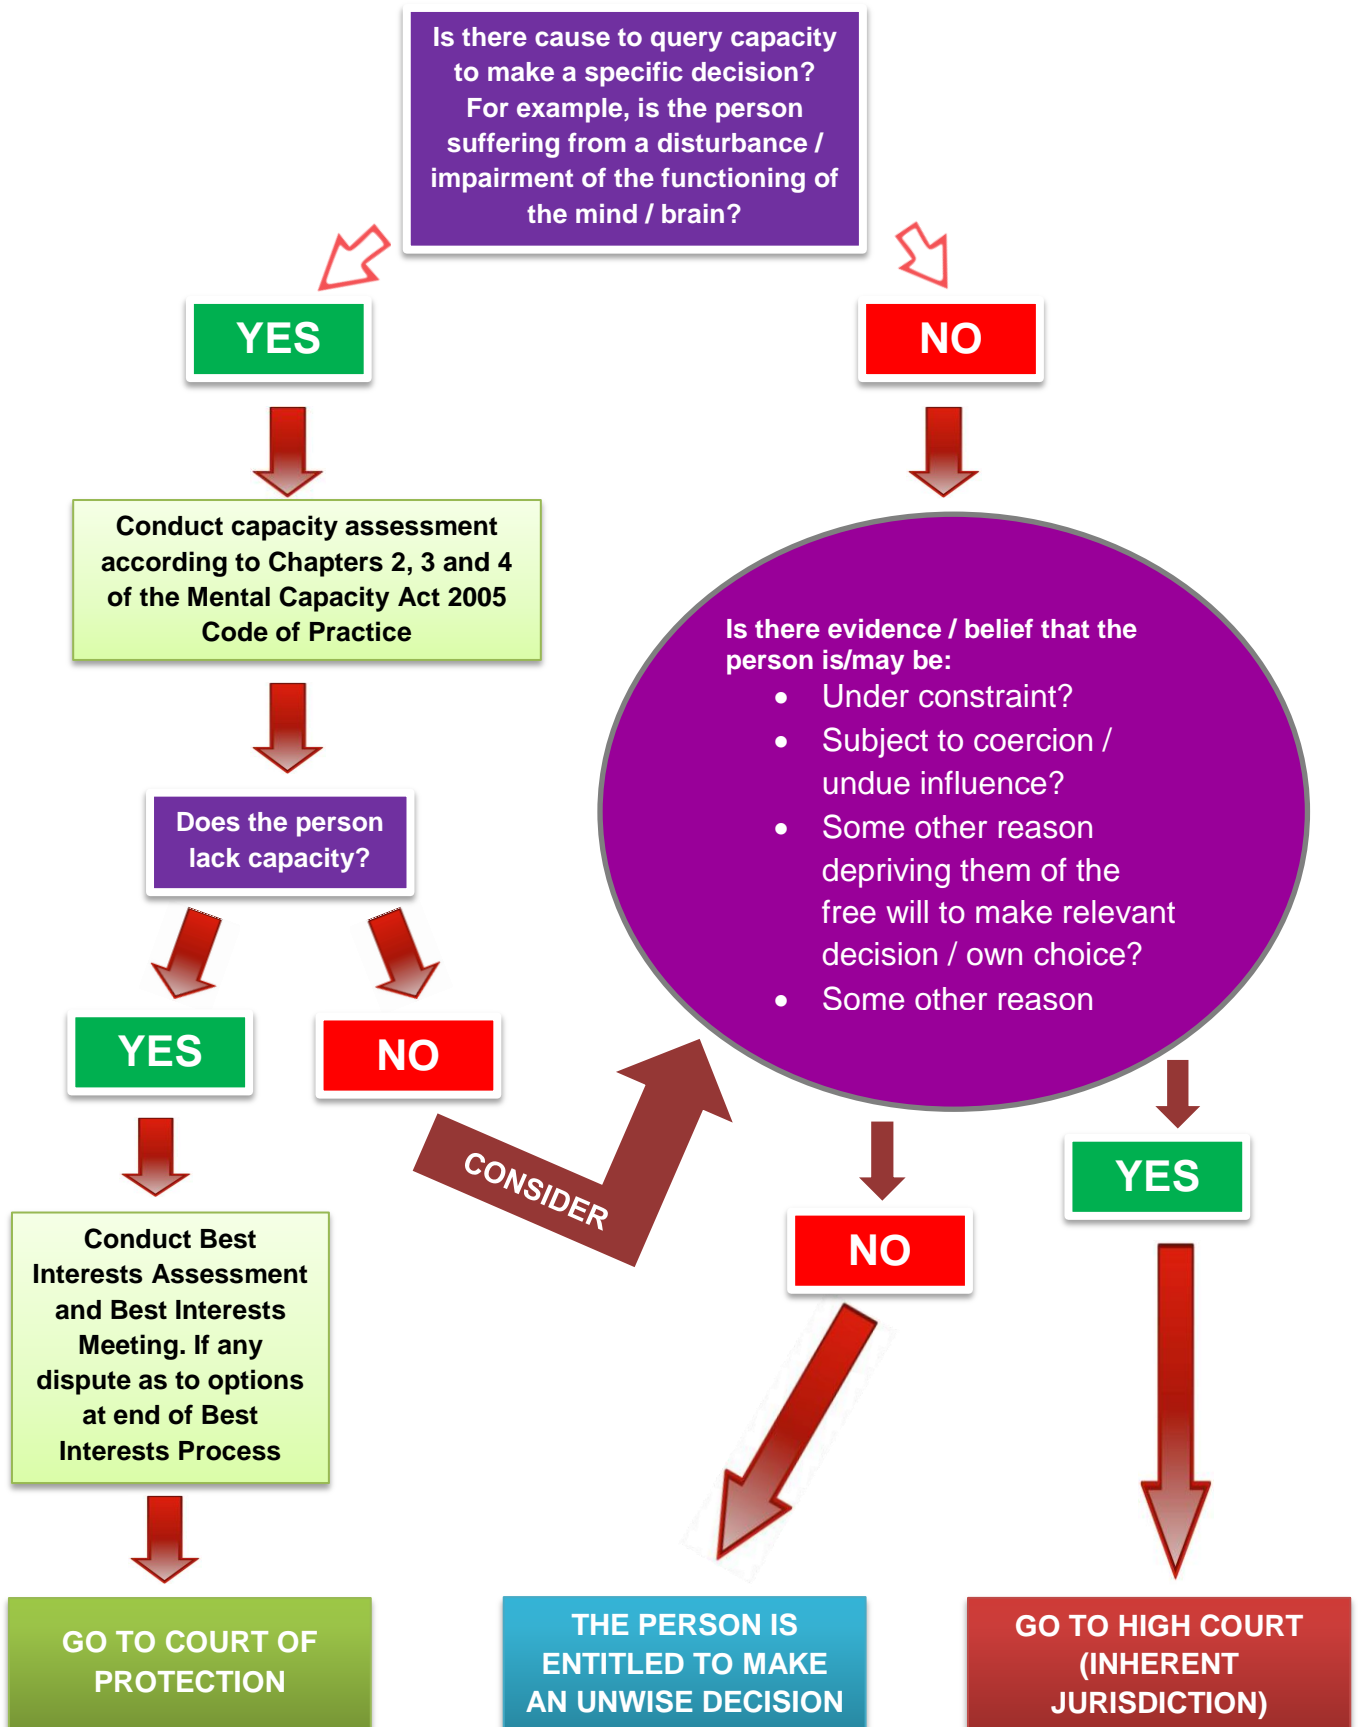 Is there cause to query capacity
to make a specific decision?
For example, is the person
suffering from a disturbance /
impairment of the functioning of
the mind / brain?
YES
NO
Conduct capacity assessment
according to Chapters 2, 3 and 4
of the Mental Capacity Act 2005
Code of Practice
Is there evidence / belief that the
person is/may be:
• Under constraint?
• Subject to coercion /
undue influence?
• Some other reason
depriving them of the
free will to make relevant
decision / own choice?
• Some other reason
Does the person
lack capacity?
YES
NO
CONSIDER
NO
YES
Conduct Best
Interests Assessment
and Best Interests
Meeting. If any
dispute as to options
at end of Best
Interests Process
GO TO COURT OF
PROTECTION
THE PERSON IS
ENTITLED TO MAKE
AN UNWISE DECISION
GO TO HIGH COURT
(INHERENT
JURISDICTION)